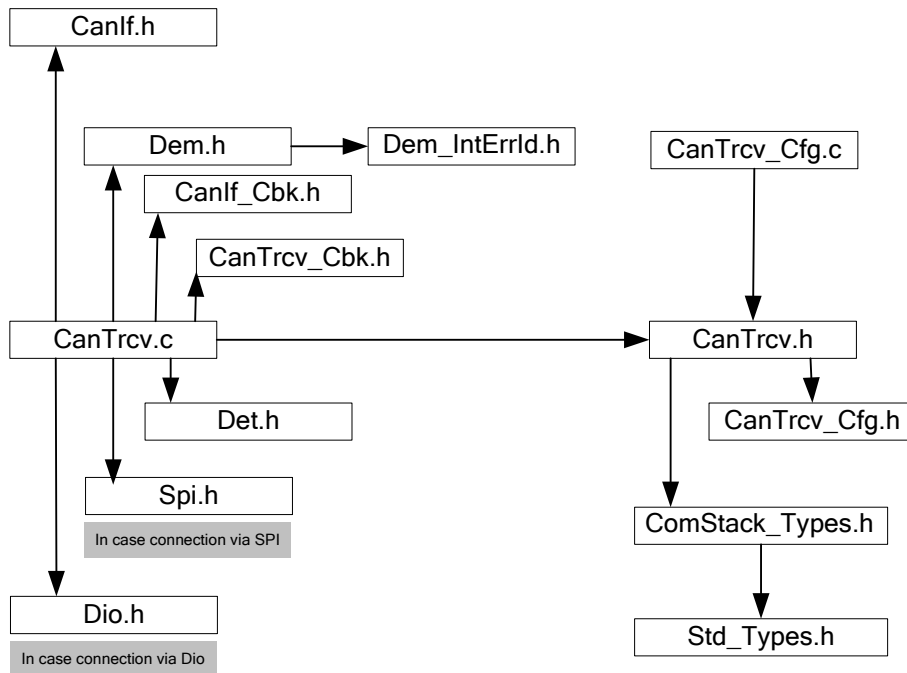 CanIf.h
Dem.h
Dem_IntErrId.h
CanTrcv_Cfg.c
CanIf_Cbk.h
CanTrcv_Cbk.h
CanTrcv.c
CanTrcv.h
Det.h
CanTrcv_Cfg.h
Spi.h
In case connection via SPI
ComStack_Types.h
Dio.h
In case connection via Dio
Std_Types.h